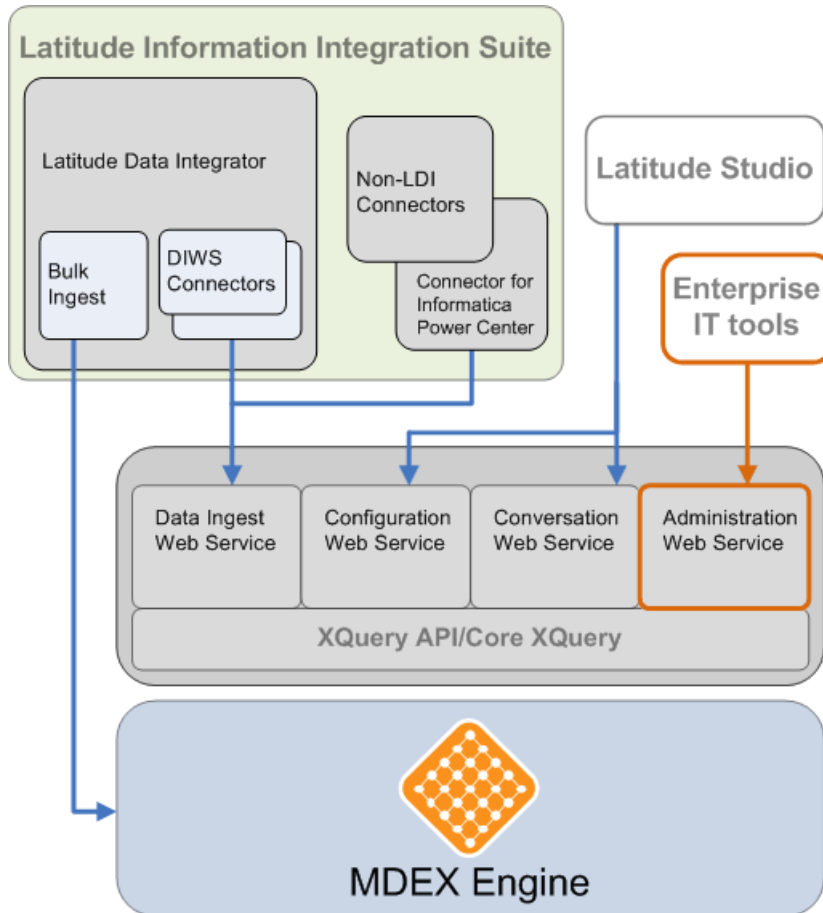 Latitude Information Integration Suite
Latitude Data Integrator
Non-LDI
Connectors
Latitude Studio
Bulk
Ingest
DIWS
Connectors
Connector for
Informatica
Power Center
Enterprise
IT tools
Data Ingest
Web Service
Configuration
Web Service
Conversation
Web Service
Administration
Web Service
XQuery API/Core XQuery
MDEX Engine